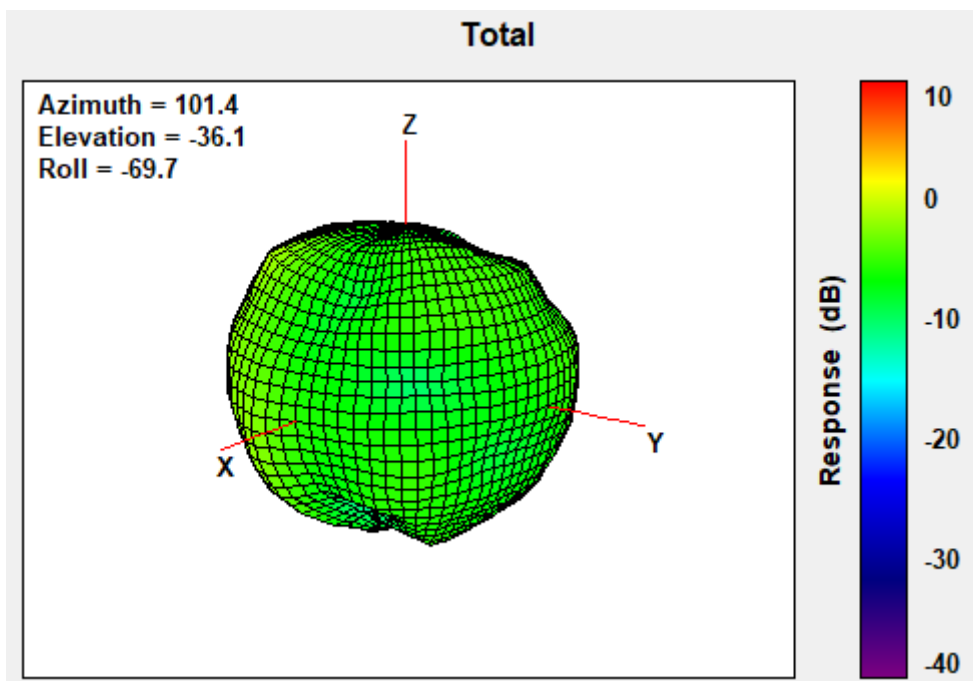 Total
Azimuth = 101.4
Elevation = -36.1
Roll = -69.7
Z
X
Y
10
0
-10
-20
-30
-40
Response (dB)